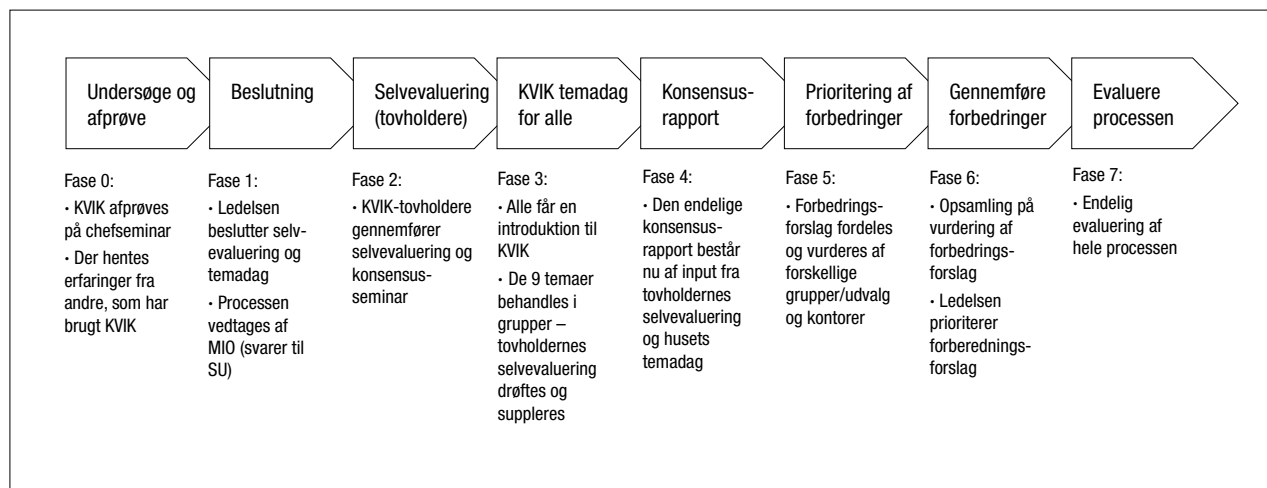 Undersøge og
afprøve
Beslutning
Selvevaluering
(tovholdere)
KVIK temadag
for alle
Konsensus-
rapport
Prioritering af
forbedringer
Gennemføre
forbedringer
Evaluere
processen
Fase 0:
· KVIK afprøves
på chefseminar
· Der hentes
erfaringer fra
andre, som har
brugt KVIK
Fase 1:
· Ledelsen
beslutter selv-
evaluering og
temadag
· Processen
vedtages af
MIO (svarer til
SU)
Fase 2:
· KVIK-tovholdere
gennemfører
selvevaluering og
konsensus-
seminar
Fase 3:
· Alle får en
introduktion til
KVIK
· De 9 temaer
behandles i
grupper –
tovholdernes
selvevaluering
drøftes og
suppleres
Fase 4:
· Den endelige
konsensus-
rapport består
nu af input fra
tovholdernes
selvevaluering
og husets
temadag
Fase 5:
· Forbedrings-
forslag fordeles
og vurderes af
forskellige
grupper/udvalg
og kontorer
Fase 6:
· Opsamling på
vurdering af
forbedrings-
forslag
· Ledelsen
prioriterer
forberednings-
forslag
Fase 7:
· Endelig
evaluering af
hele processen